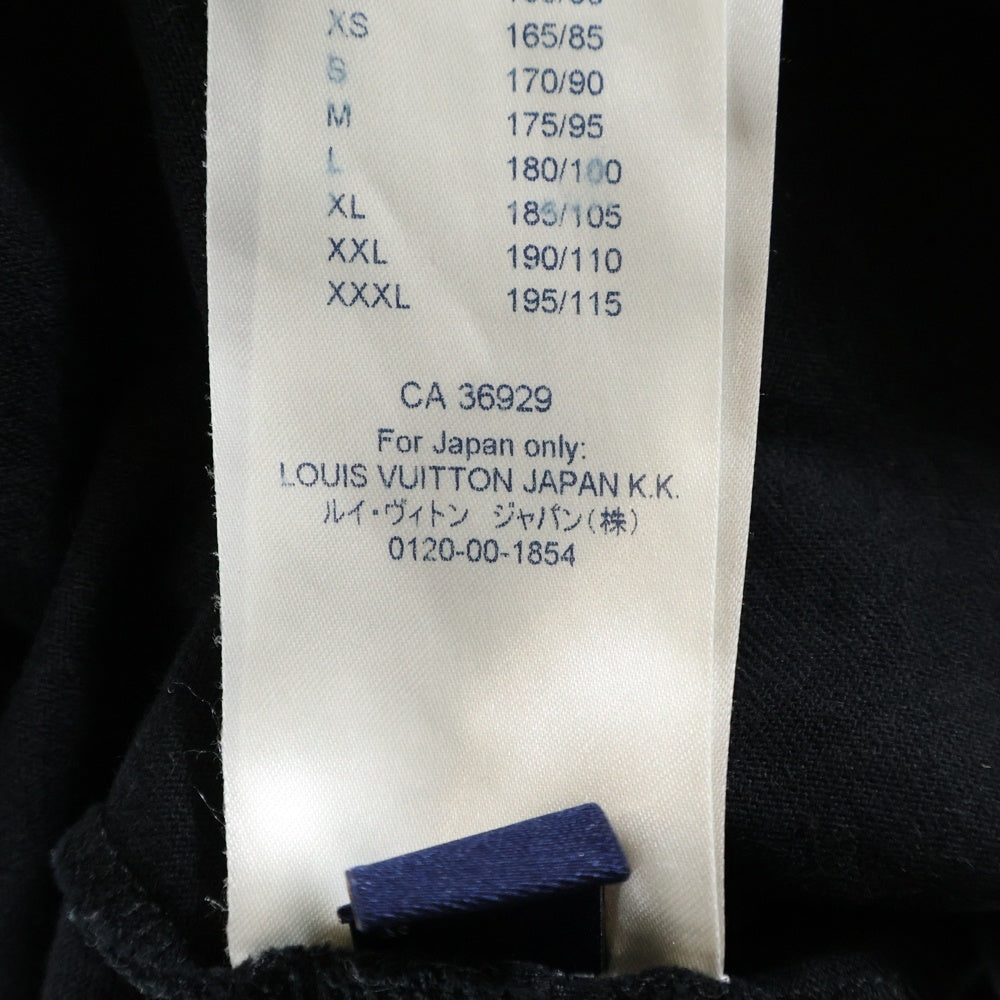 XS 165/85
S 170/90
M 175/95
L 180/100
XL 185/105
XXL 190/110
XXXL 195/115
CA 36929
For Japan only:
LOUIS VUITTON JAPAN K.K.
ルイ・ヴィトン ジャパン(株)
0120-00-1854